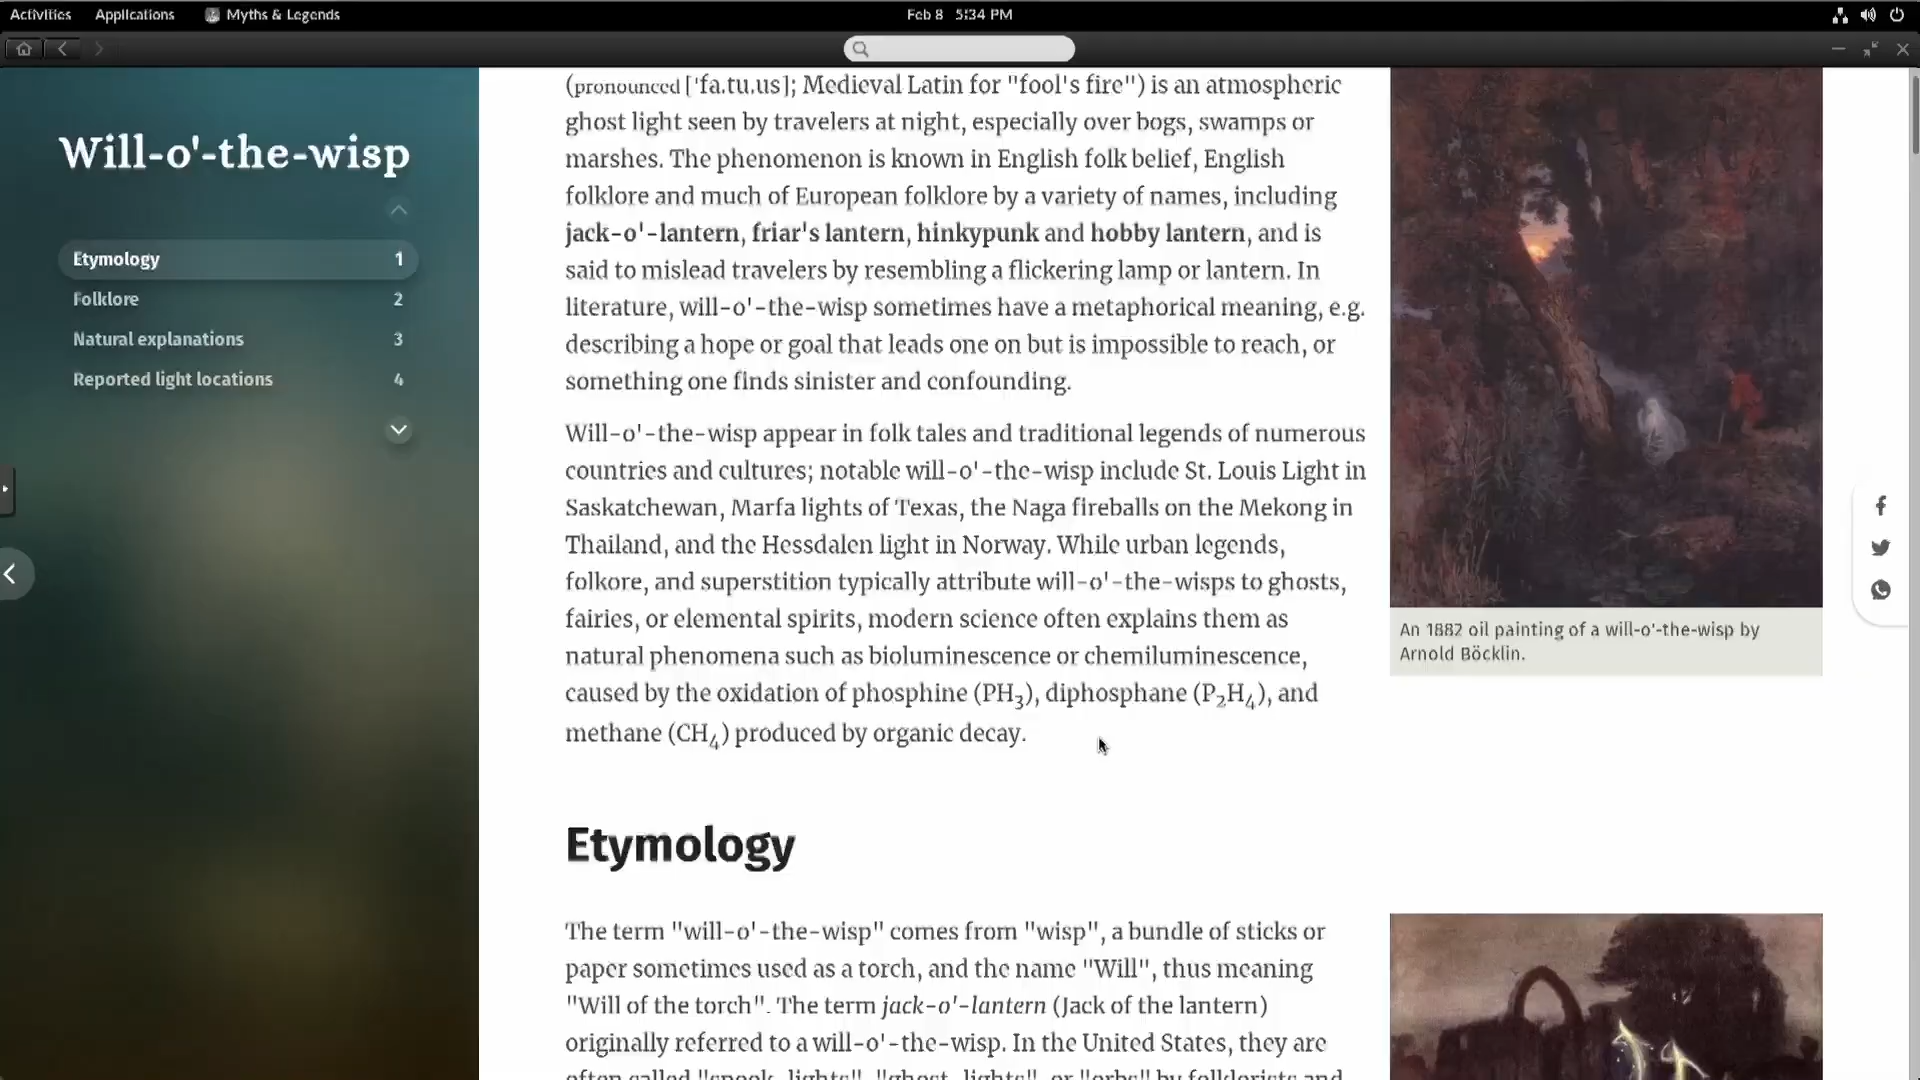 Activities Applications Myths & Legends Feb 8 5:34 PM
Will-o'-the-wisp
Etymology 1
Folklore 2
Natural explanations 3
Reported light locations 4
(pronounced ['fa.tu.us]; Medieval Latin for "fool's fire") is an atmospheric
ghost light seen by travelers at night, especially over bogs, swamps or
marshes. The phenomenon is known in English folk belief, English
folklore and much of European folklore by a variety of names, including
jack-o'-lantern, friar's lantern, hinkypunk and hobby lantern, and is
said to mislead travelers by resembling a flickering lamp or lantern. In
literature, will-o'-the-wisp sometimes have a metaphorical meaning, e.g.
describing a hope or goal that leads one on but is impossible to reach, or
something one finds sinister and confounding.
Will-o'-the-wisp appear in folk tales and traditional legends of numerous
countries and cultures; notable will-o'-the-wisp include St. Louis Light in
Saskatchewan, Marfa lights of Texas, the Naga fireballs on the Mekong in
Thailand, and the Hessdalen light in Norway. While urban legends,
folkore, and superstition typically attribute will-o'-the-wisps to ghosts,
fairies, or elemental spirits, modern science often explains them as
natural phenomena such as bioluminescence or chemiluminescence,
caused by the oxidation of phosphine (PH₃), diphosphane (P₂H₄), and
methane (CH₄) produced by organic decay.
An 1882 oil painting of a will-o'-the-wisp by
Arnold Böcklin.
Etymology
The term "will-o'-the-wisp" comes from "wisp", a bundle of sticks or
paper sometimes used as a torch, and the name "Will", thus meaning
"Will of the torch". The term jack-o'-lantern (Jack of the lantern)
originally referred to a will-o'-the-wisp. In the United States, they are
often called "spook-lights", "ghost-lights", or "orbs" by folklorists and